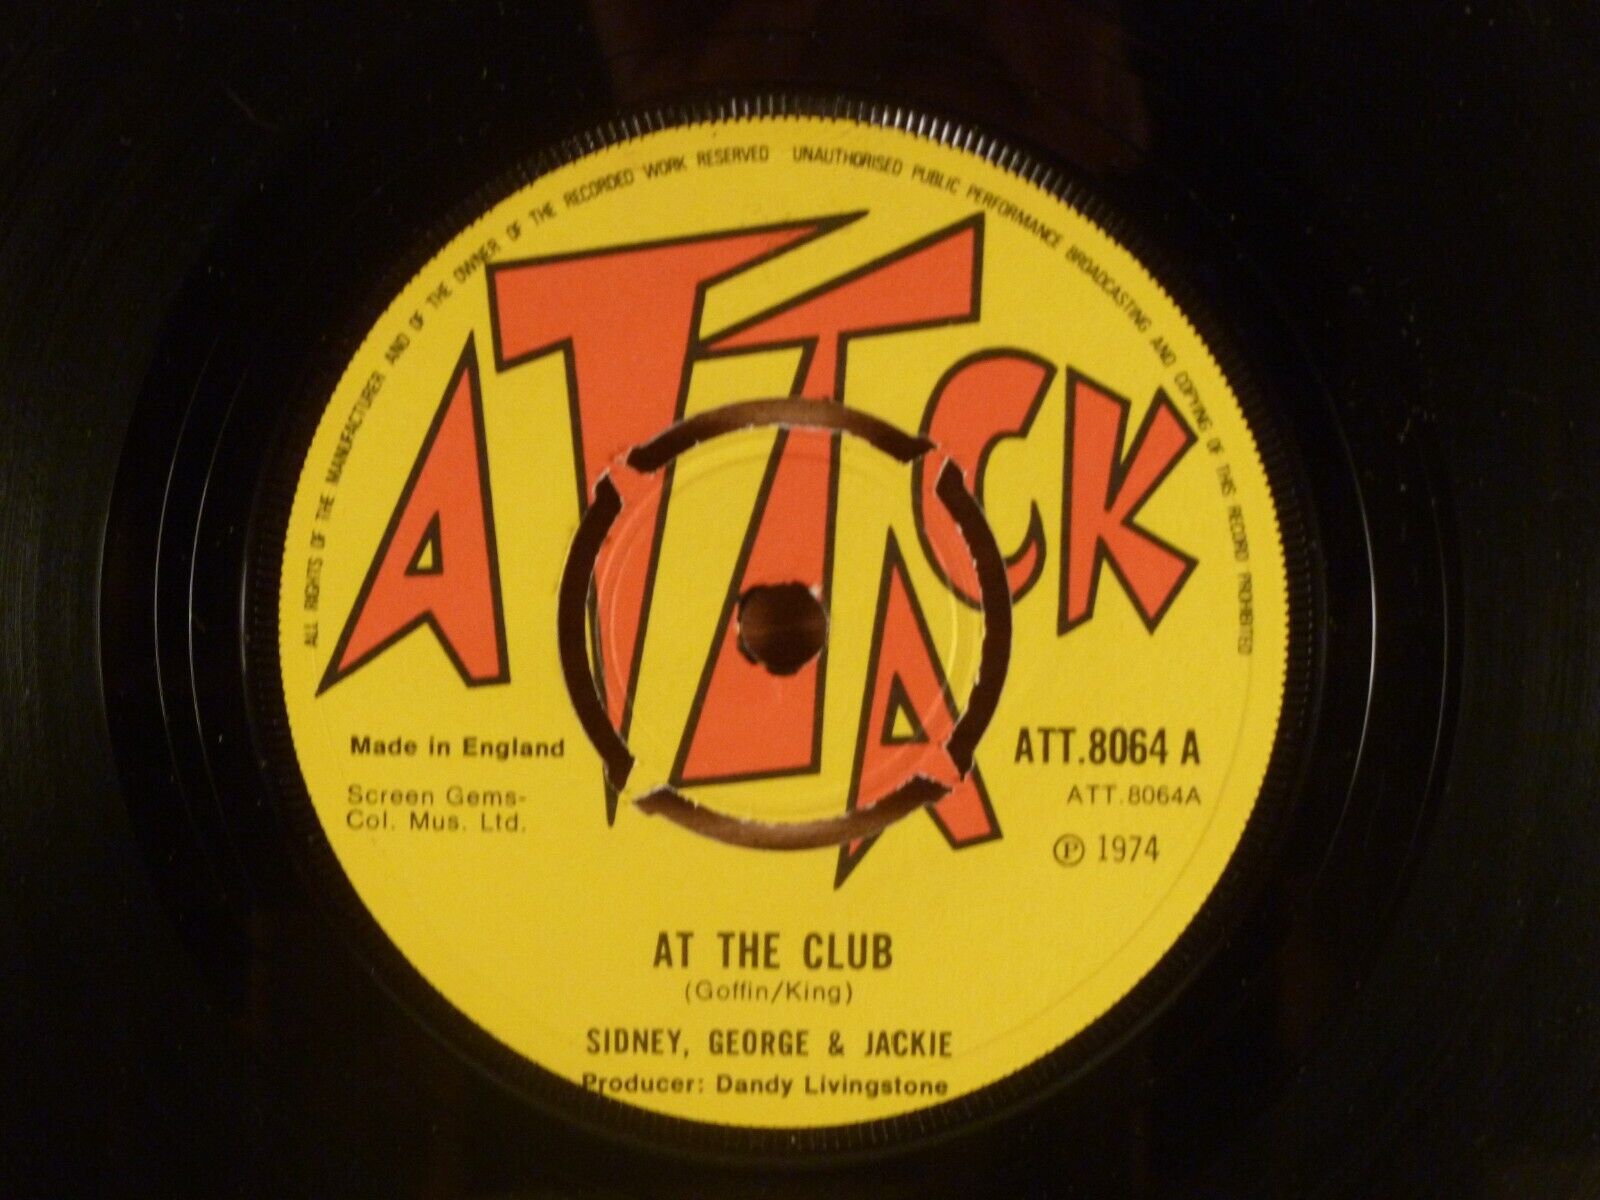 ALL RIGHTS OF THE MANUFACTURER AND OF THE OWNER OF THE RECORDED WORK RESERVED UNAUTHORISED PUBLIC PERFORMANCE BROADCASTING AND COPYING OF THIS RECORD PROHIBITED
ATTACK
Made in England
Screen Gems-
Col. Mus. Ltd.
ATT.8064 A
ATT.8064A
℗ 1974
AT THE CLUB
(Goffin/King)
SIDNEY, GEORGE & JACKIE
Producer: Dandy Livingstone